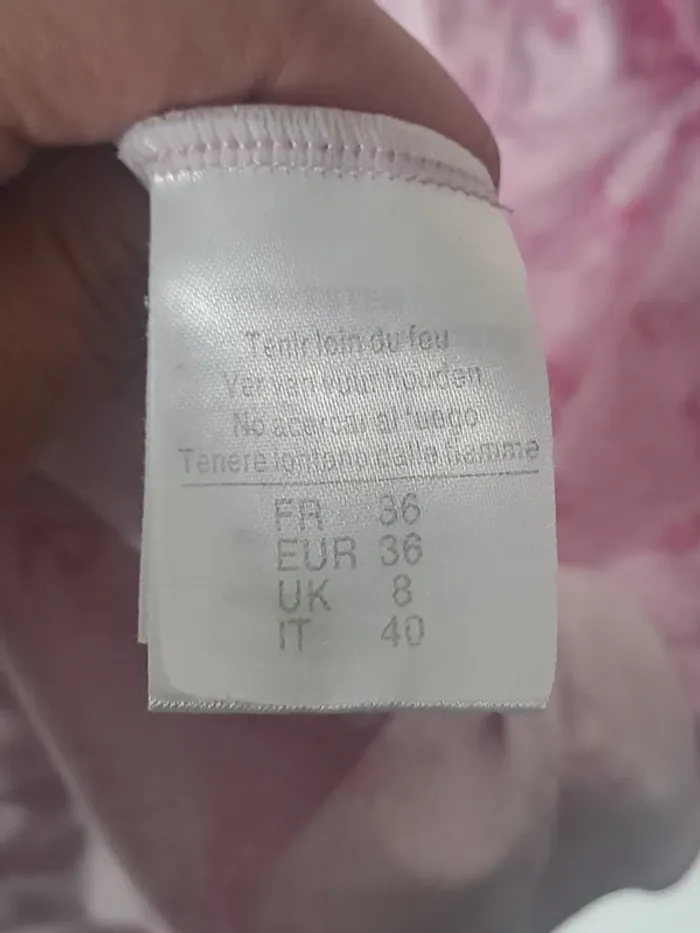 Tenir loin du feu
Ver van vuur houden
No acercar al fuego
Tenere lontano dalle fiamme
FR 36
EUR 36
UK 8
IT 40